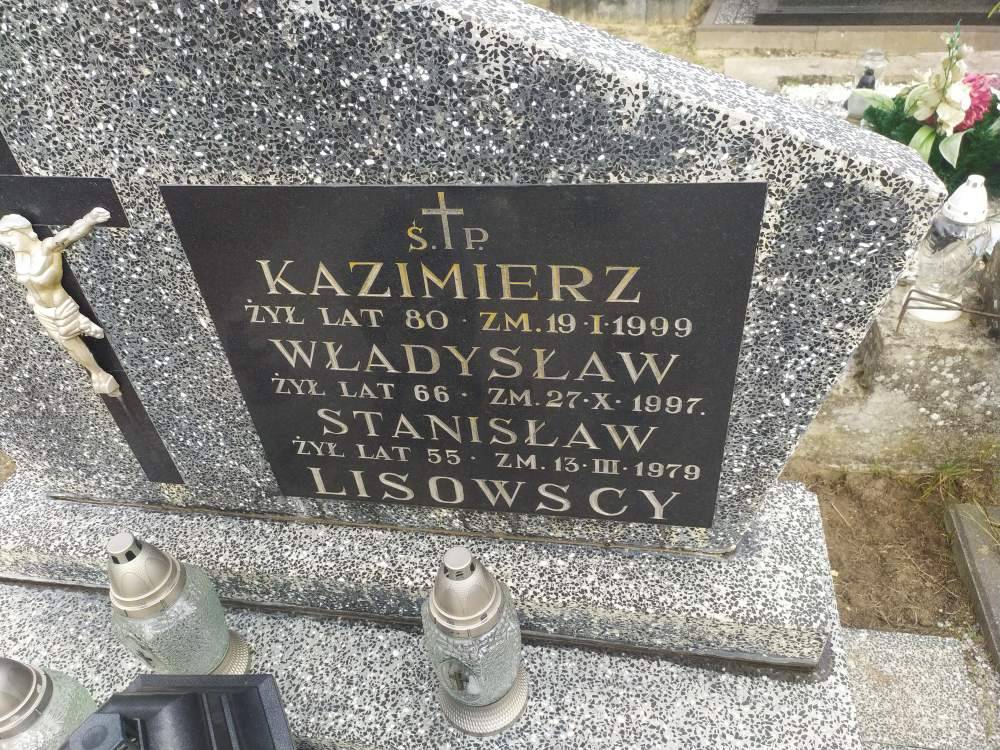 Ś.P.
KAZIMIERZ
ŻYŁ LAT 80 · ZM. 19·I·1999
WŁADYSŁAW
ŻYŁ LAT 66 · ZM. 27·X·1997.
STANISŁAW
ŻYŁ LAT 55 · ZM. 13·III·1979
LISOWSCY